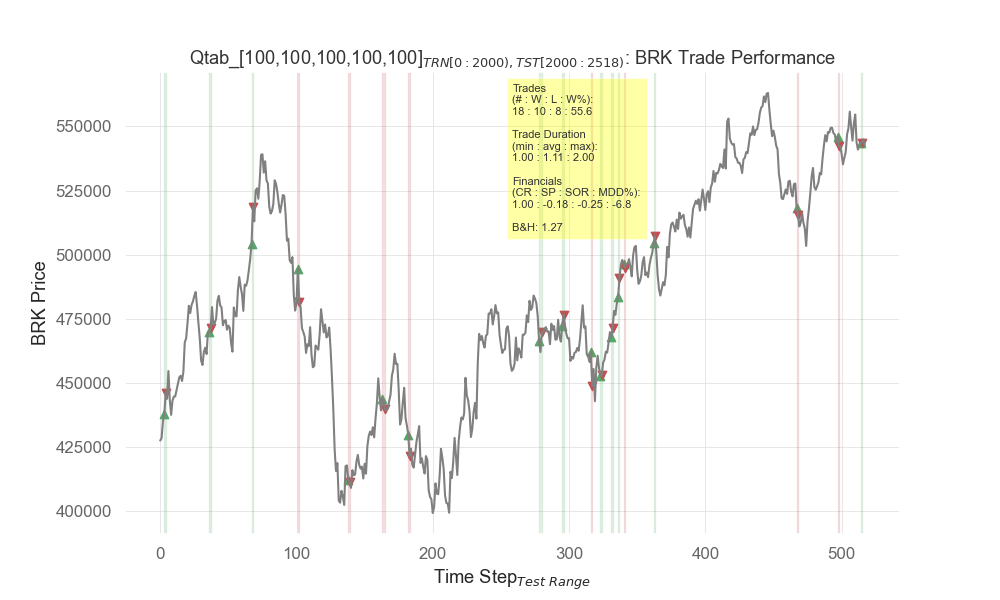 Qtab_[100,100,100,100,100]TRN[0:2000),TST[2000:2518): BRK Trade Performance
Trades
(# : W : L : W%):
18 : 10 : 8 : 55.6
Trade Duration
(min : avg : max):
1.00 : 1.11 : 2.00
Financials
(CR : SP : SOR : MDD%):
1.00 : -0.18 : -0.25 : -6.8
B&H: 1.27
BRK Price
550000
525000
500000
475000
450000
425000
400000
0 100 200 300 400 500
Time StepTest Range